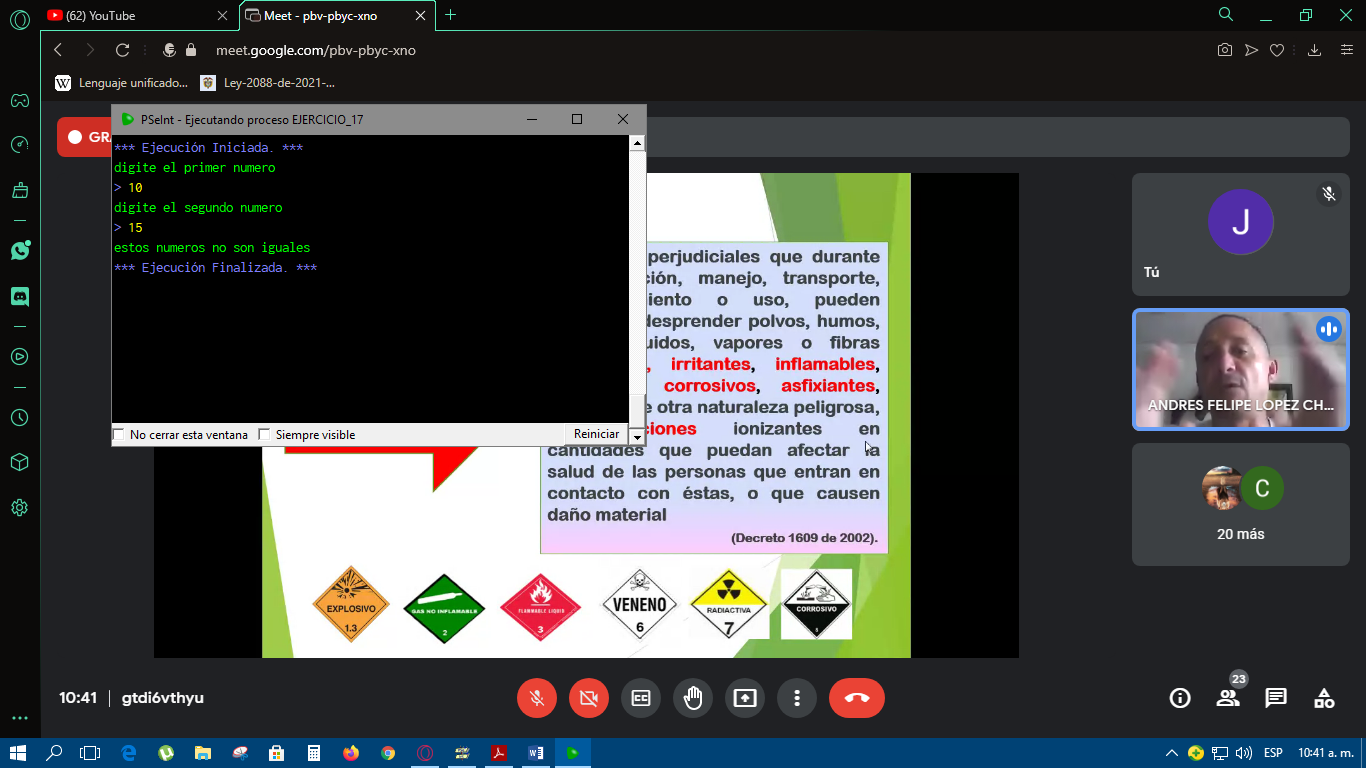 (62) YouTube
Meet - pbv-pbyc-xno
meet.google.com/pbv-pbyc-xno
Lenguaje unificado...
Ley-2088-de-2021-...
PSeInt - Ejecutando proceso EJERCICIO_17
GRA
*** Ejecución Iniciada. ***
digite el primer numero
> 10
digite el segundo numero
> 15
estos numeros no son iguales
*** Ejecución Finalizada. ***
No cerrar esta ventana
Siempre visible
Reiniciar
perjudiciales que durante
ción, manejo, transporte,
iento o uso, pueden
desprender polvos, humos,
uidos, vapores o fibras
, irritantes, inflamables,
corrosivos, asfixiantes,
e otra naturaleza peligrosa,
ciones ionizantes en
cantidades que puedan afectar la
salud de las personas que entran en
contacto con éstas, o que causen
daño material
(Decreto 1609 de 2002).
EXPLOSIVO
1.3
GAS NO INFLAMABLE
2
FLAMMABLE LIQUID
3
VENENO
6
RADIACTIVA
7
CORROSIVO
J
Tú
ANDRES FELIPE LOPEZ CH...
C
20 más
10:41
gtdi6vthyu
23
ESP
10:41 a. m.